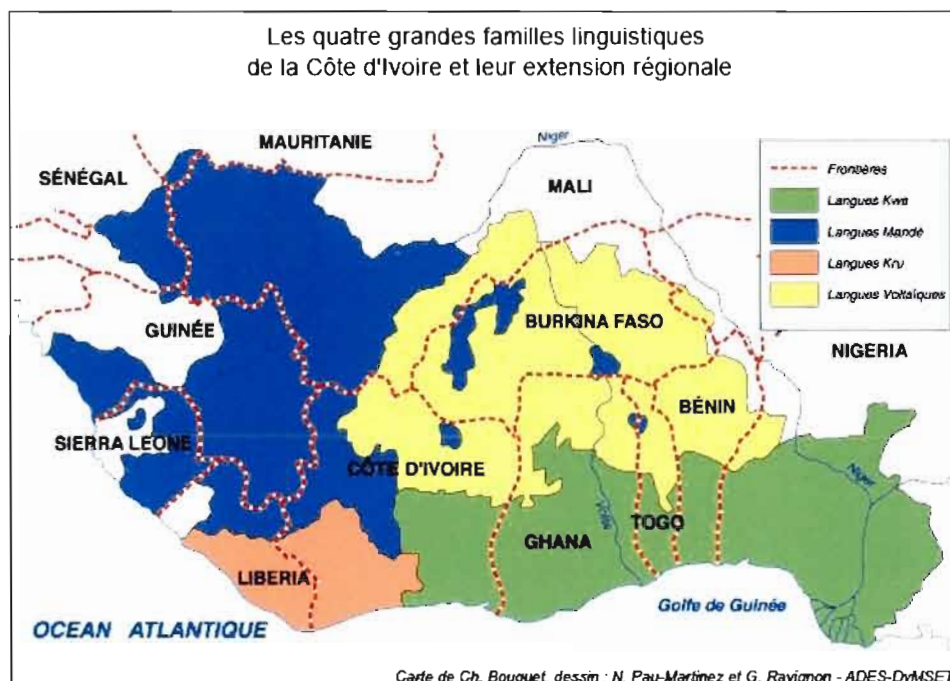 Les quatre grandes familles linguistiques
de la Côte d'Ivoire et leur extension régionale
MAURITANIE
Niger
SÉNÉGAL
MALI
Frontières
Langues Kwa
Langues Mandé
Langues Kru
Langues Voltaïques
GUINÉE
BURKINA FASO
NIGERIA
BÉNIN
SIERRA LEONE
CÔTE D'IVOIRE
Niger
Volta
TOGO
GHANA
LIBERIA
Golfe de Guinée
OCEAN ATLANTIQUE
Carte de Ch. Bouquet, dessin : N. Pau-Martinez et G. Ravignon - ADES-DyMSET